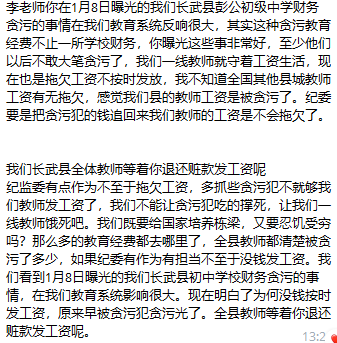 李老师你在1月8日曝光的我们长武县彭公初级中学财务
贪污的事情在我们教育系统反响很大，其实这种贪污教育
经费不止一所学校财务，你曝光这些事非常好，至少他们
以后不敢大笔贪污了，我们一线教师就守着工资生活，现
在也是拖欠工资不按时发放，我不知道全国其他县城教师
工资有无拖欠，感觉我们县的教师工资是被贪污了。纪委
要是把贪污犯的钱追回来我们教师的工资是不会拖欠了。
我们长武县全体教师等着你退还赃款发工资呢
纪监委有点作为不至于拖欠工资，多抓些贪污犯不就够我
们教师发工资了，我们不能让贪污犯吃的撑死，让我们一
线教师饿死吧。我们既要给国家培养栋梁，又要忍饥受穷
吗？那么多的教育经费都去哪里了，全县教师都清楚被贪
污了多少，如果纪委有作为有担当不至于没钱发工资。我
们看到1月8日曝光的我们长武县初中学校财务贪污的事
情，在我们教育系统影响很大。现在明白了为何没钱按时
发工资，原来早被贪污犯贪污光了。全县教师等着你退还
赃款发工资呢。
13:2